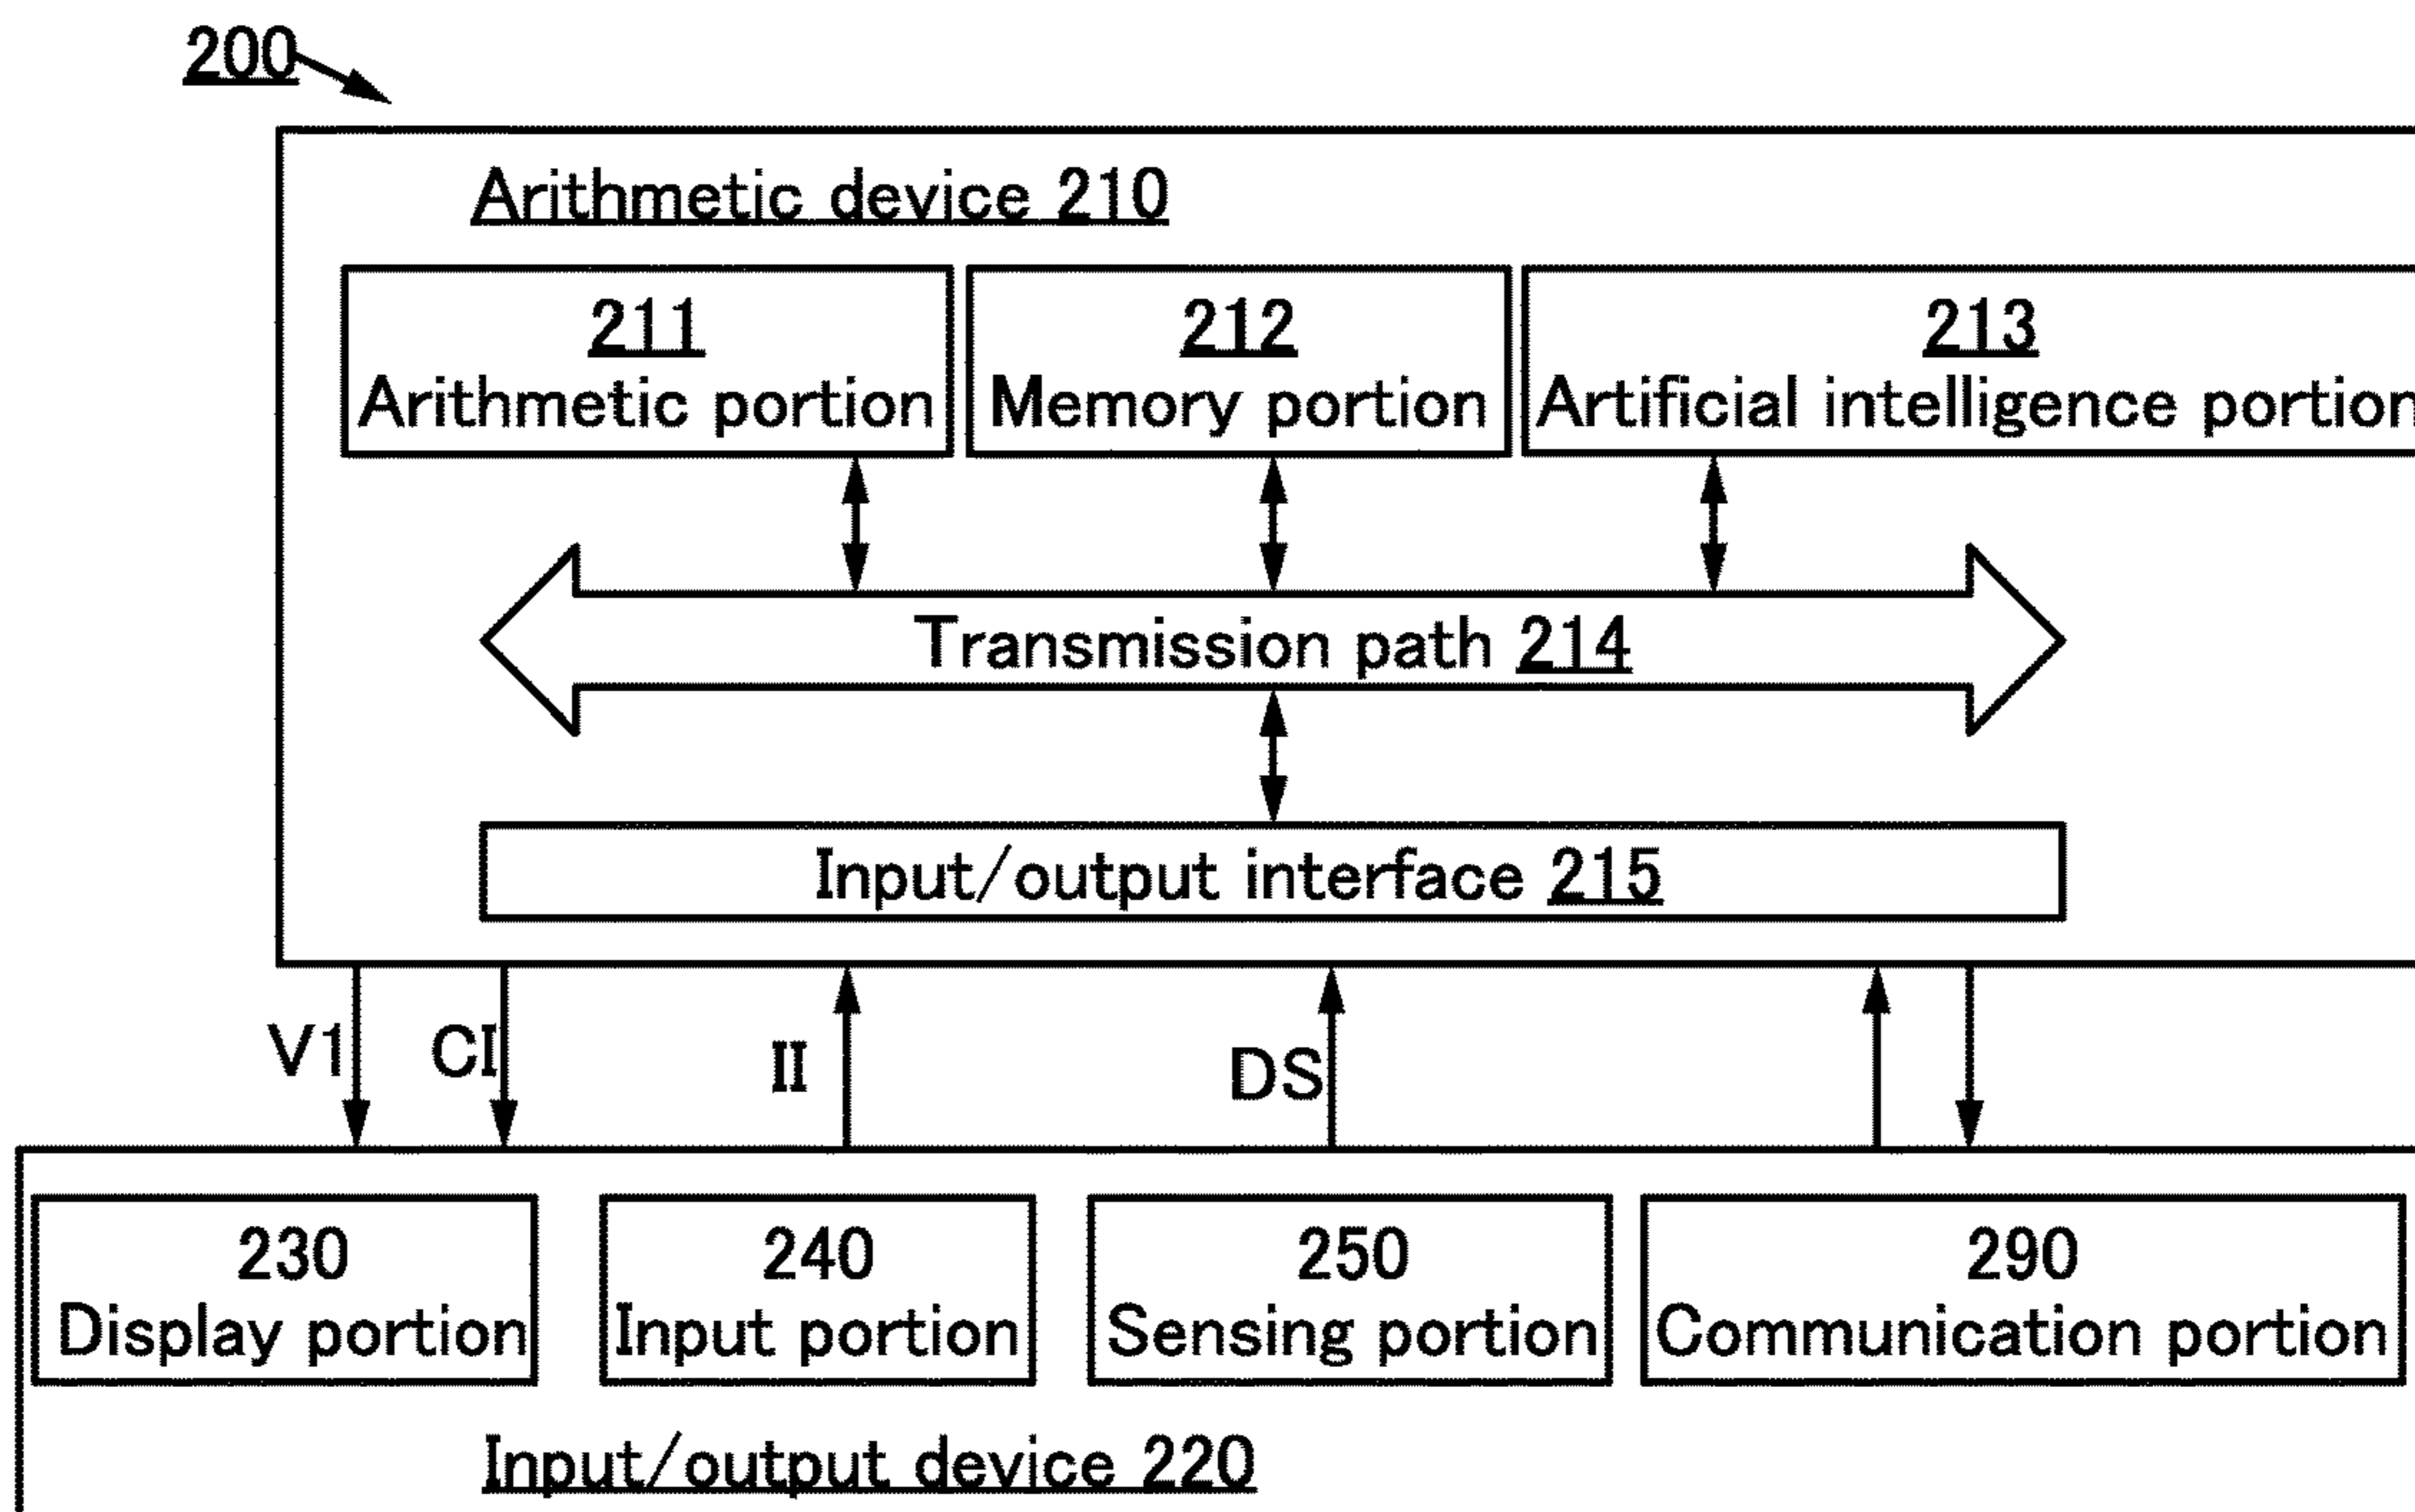 200
Arithmetic device 210
211
Arithmetic portion
212
Memory portion
213
Artificial intelligence portion
Transmission path 214
Input/output interface 215
V1
CI
II
DS
230
Display portion
240
Input portion
250
Sensing portion
290
Communication portion
Input/output device 220